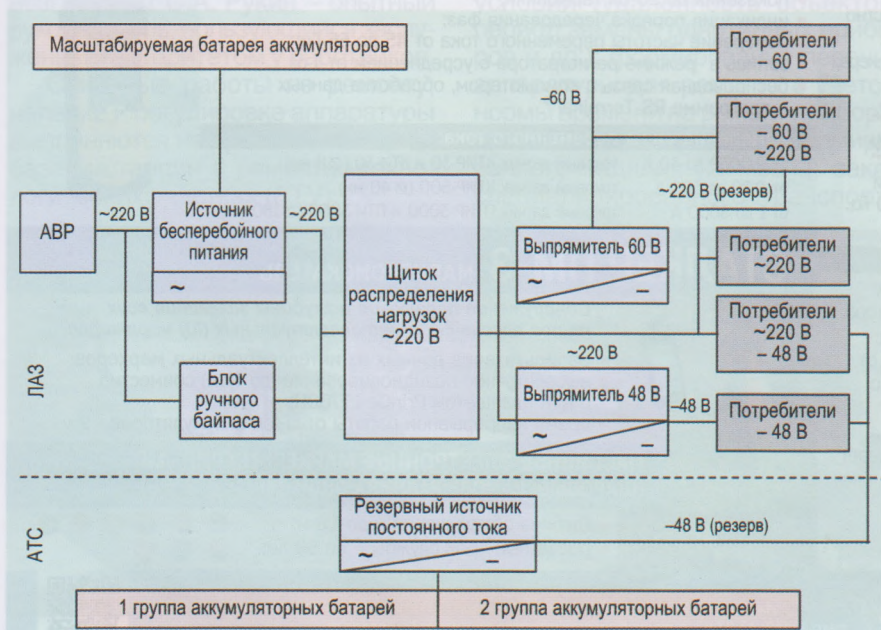 Масштабируемая батарея аккумуляторов
Потребители
– 60 В
–60 В
Потребители
– 60 В
~220 В
~220 В (резерв)
АВР
~220 В
Источник
бесперебойного
питания
~
~220 В
Щиток
распределения
нагрузок
~220 В
Выпрямитель 60 В
~
–
Потребители
~220 В
~220 В
Потребители
~220 В
– 48 В
Блок
ручного
байпаса
Выпрямитель 48 В
~
–
–48 В
Потребители
– 48 В
ЛАЗ
АТС
Резервный источник
постоянного тока
~
–
–48 В (резерв)
1 группа аккумуляторных батарей
2 группа аккумуляторных батарей